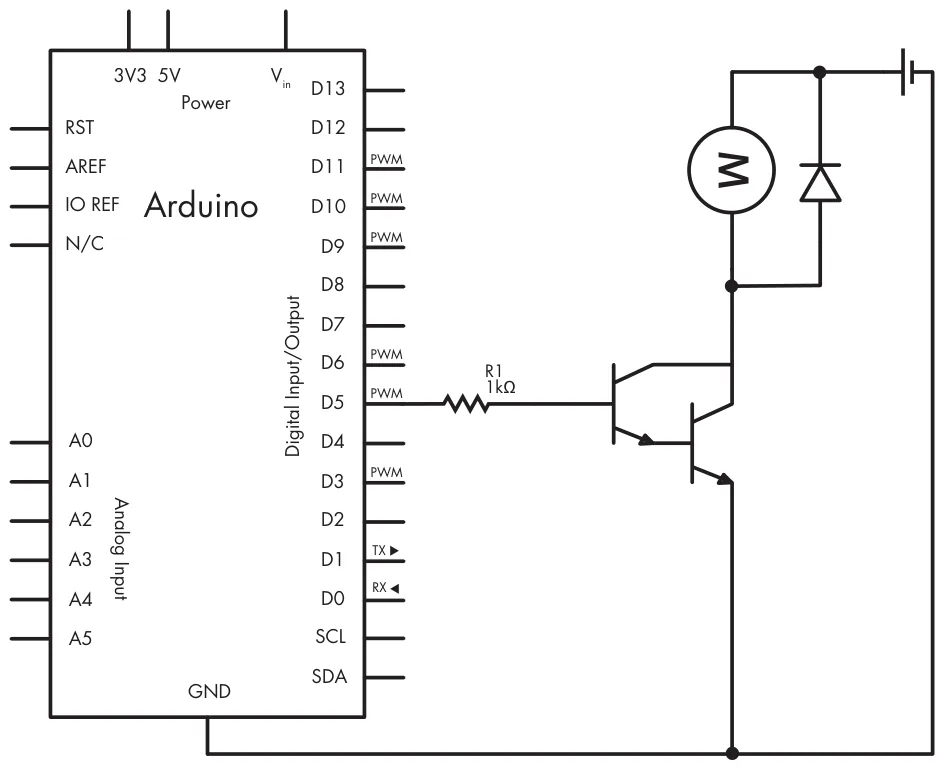 3V3 5V Vin
Power
RST
AREF
IO REF
N/C
Arduino
A0
A1
A2
A3
A4
A5
Analog Input
Digital Input/Output
D13
D12
D11 PWM
D10 PWM
D9 PWM
D8
D7
D6 PWM
D5 PWM
D4
D3 PWM
D2
D1 TX ▶
D0 RX ◀
SCL
SDA
GND
R1
1kΩ
M